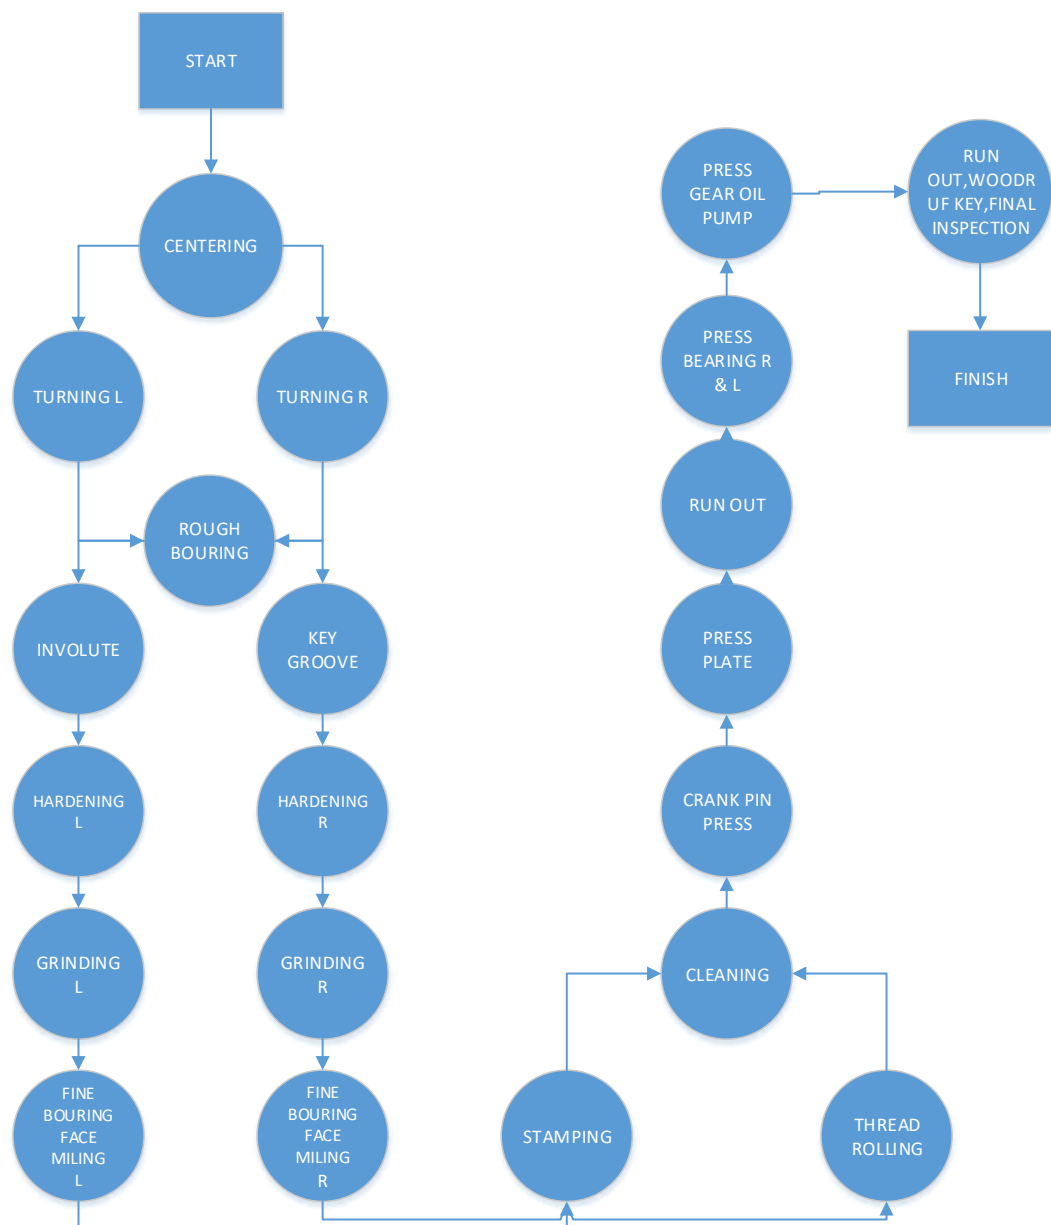 START
CENTERING
TURNING L
TURNING R
ROUGH
BOURING
INVOLUTE
KEY
GROOVE
HARDENING
L
HARDENING
R
GRINDING
L
GRINDING
R
FINE
BOURING
FACE
MILING
L
FINE
BOURING
FACE
MILING
R
STAMPING
THREAD
ROLLING
CLEANING
CRANK PIN
PRESS
PRESS
PLATE
RUN OUT
PRESS
BEARING R
& L
PRESS
GEAR OIL
PUMP
RUN
OUT,WOODR
UF KEY,FINAL
INSPECTION
FINISH